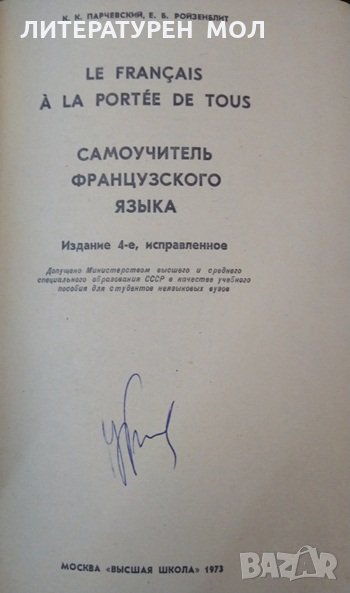 ЛИТЕРАТУРЕН МОЛ
К. К. ПАРЧЕВСКИЙ, Е. Б. РОЙЗЕНБЛИТ
LE FRANÇAIS
À LA PORTÉE DE TOUS
САМОУЧИТЕЛЬ
ФРАНЦУЗСКОГО
ЯЗЫКА
Издание 4-е, исправленное
Допущено Министерством высшего и среднего
специального образования СССР в качестве учебного
пособия для студентов неязыковых вузов
МОСКВА «ВЫСШАЯ ШКОЛА» 1973
BAZAR